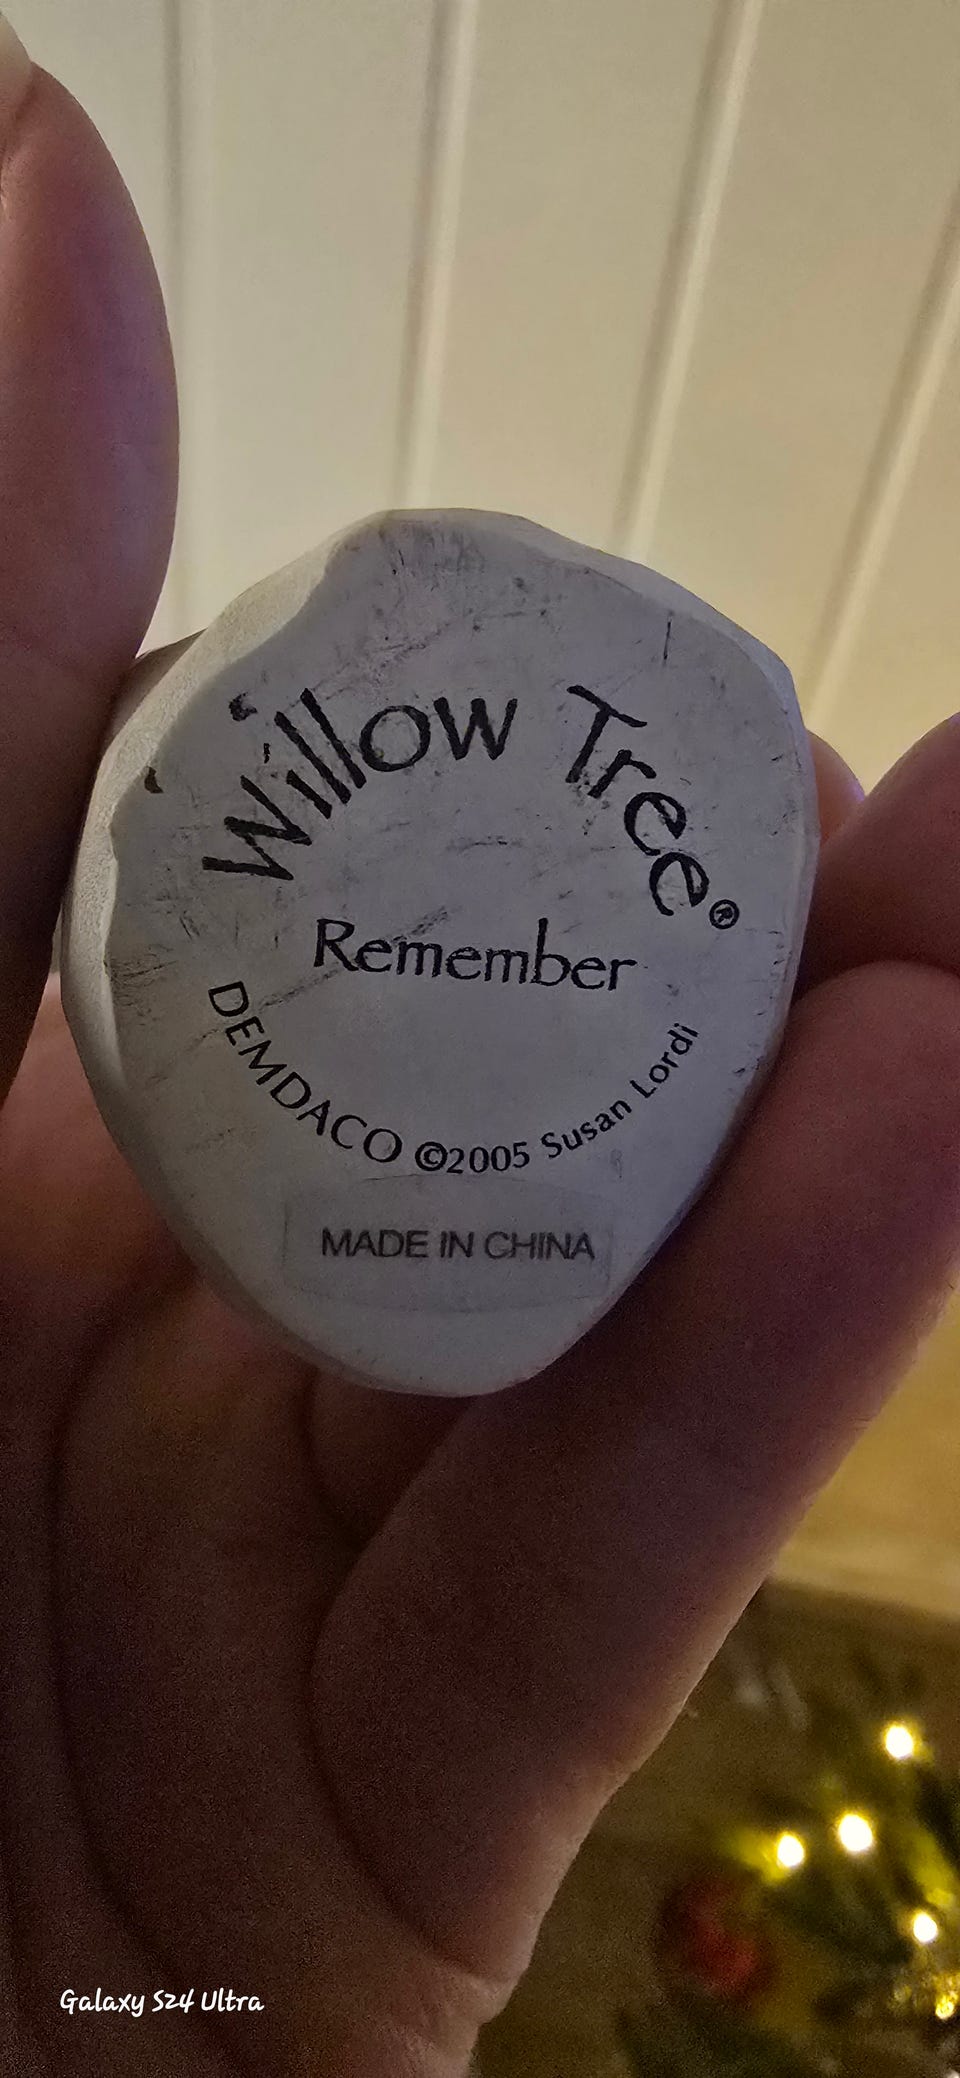 Willow Tree®
Remember
DEMDACO ©2005 Susan Lordi
MADE IN CHINA
Galaxy S24 Ultra